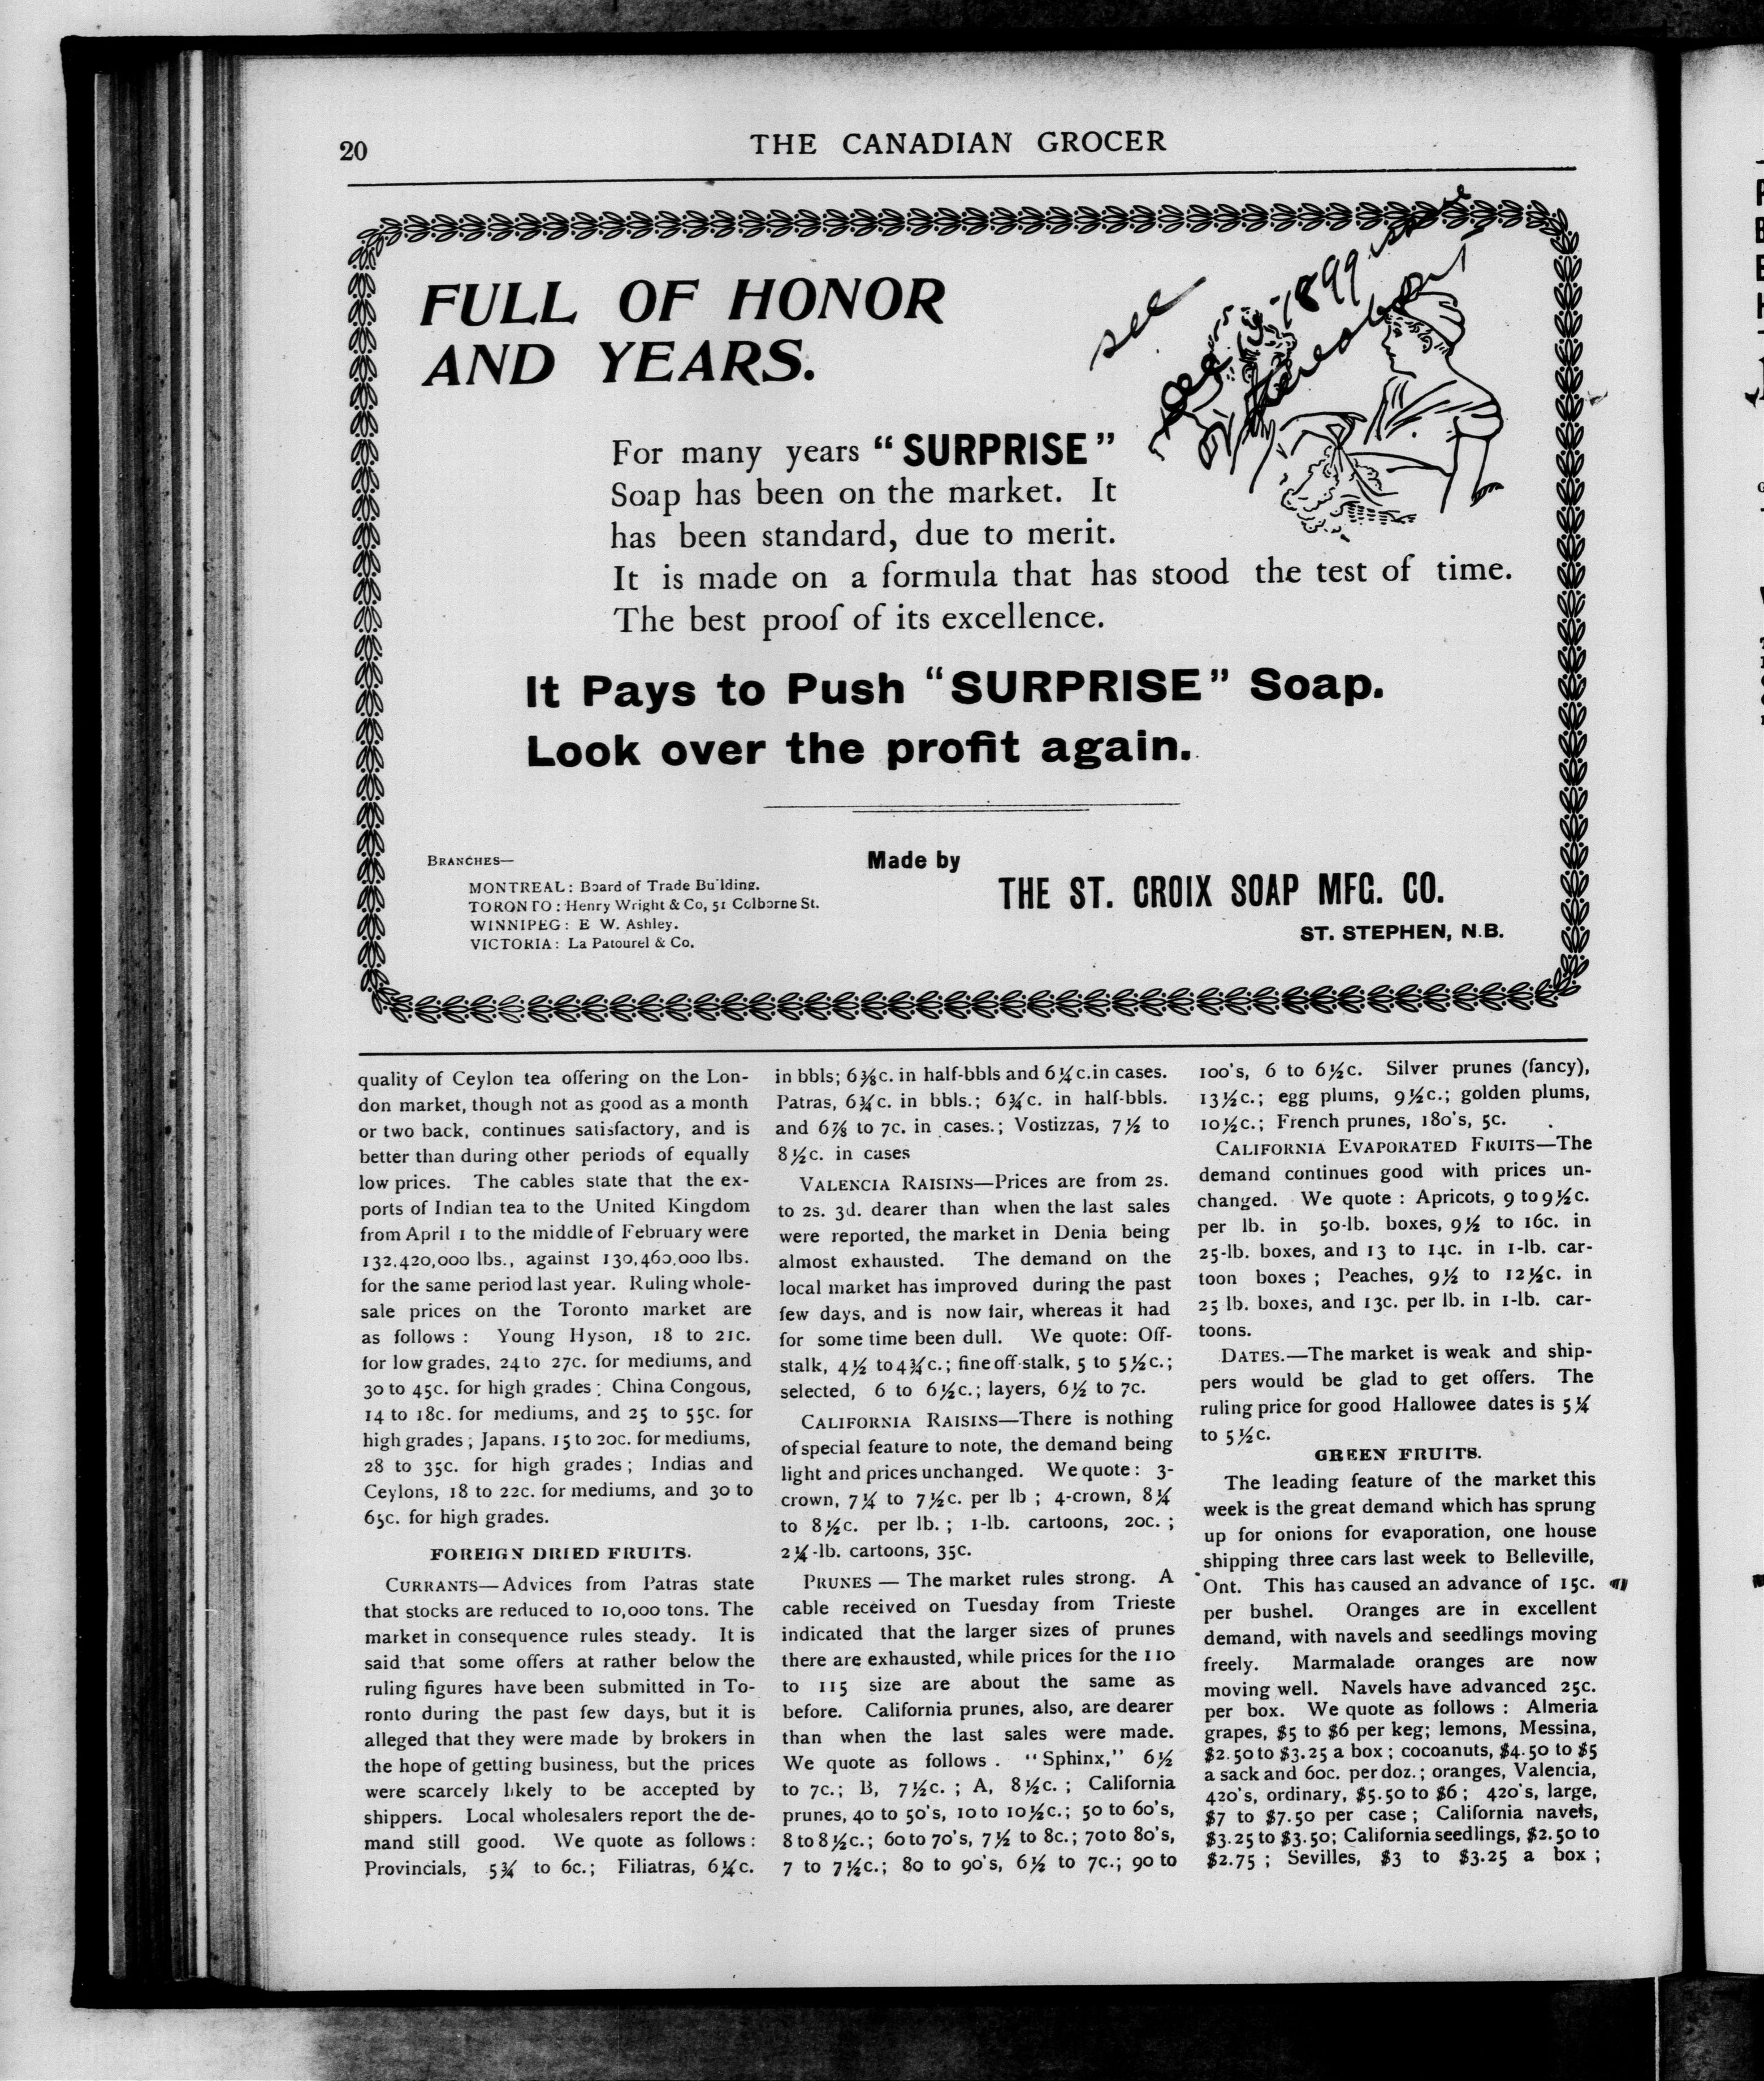 20
THE CANADIAN GROCER
see
1899
FULL OF HONOR
AND YEARS.
For many years “SURPRISE”
Soap has been on the market. It
has been standard, due to merit.
It is made on a formula that has stood the test of time.
The best proof of its excellence.
It Pays to Push “SURPRISE” Soap.
Look over the profit again.
BRANCHES—
MONTREAL: Board of Trade Bu lding.
TORONTO: Henry Wright & Co, 51 Colborne St.
WINNIPEG: E W. Ashley.
VICTORIA: La Patourel & Co.
Made by
THE ST. CROIX SOAP MFG. CO.
ST. STEPHEN, N.B.
quality of Ceylon tea offering on the Lon-
don market, though not as good as a month
or two back, continues satisfactory, and is
better than during other periods of equally
low prices. The cables state that the ex-
ports of Indian tea to the United Kingdom
from April 1 to the middle of February were
132,420,000 lbs., against 130,460,000 lbs.
for the same period last year. Ruling whole-
sale prices on the Toronto market are
as follows: Young Hyson, 18 to 21c.
for low grades, 24 to 27c. for mediums, and
30 to 45c. for high grades; China Congous,
14 to 18c. for mediums, and 25 to 55c. for
high grades; Japans. 15 to 20c. for mediums,
28 to 35c. for high grades; Indias and
Ceylons, 18 to 22c. for mediums, and 30 to
65c. for high grades.
FOREIGN DRIED FRUITS.
CURRANTS—Advices from Patras state
that stocks are reduced to 10,000 tons. The
market in consequence rules steady. It is
said that some offers at rather below the
ruling figures have been submitted in To-
ronto during the past few days, but it is
alleged that they were made by brokers in
the hope of getting business, but the prices
were scarcely likely to be accepted by
shippers. Local wholesalers report the de-
mand still good. We quote as follows:
Provincials, 5¾ to 6c.; Filiatras, 6¼c.
in bbls; 6⅜c. in half-bbls and 6¼c. in cases.
Patras, 6¾c. in bbls.; 6¾c. in half-bbls.
and 6⅞ to 7c. in cases.; Vostizzas, 7½ to
8½c. in cases
VALENCIA RAISINS—Prices are from 2s.
to 2s. 3d. dearer than when the last sales
were reported, the market in Denia being
almost exhausted. The demand on the
local market has improved during the past
few days, and is now fair, whereas it had
for some time been dull. We quote: Off-
stalk, 4½ to 4¾c.; fine off-stalk, 5 to 5½c.;
selected, 6 to 6½c.; layers, 6½ to 7c.
CALIFORNIA RAISINS—There is nothing
of special feature to note, the demand being
light and prices unchanged. We quote: 3-
crown, 7¼ to 7½c. per lb; 4-crown, 8¼
to 8½c. per lb.; 1-lb. cartoons, 20c.;
2¼-lb. cartoons, 35c.
PRUNES — The market rules strong. A
cable received on Tuesday from Trieste
indicated that the larger sizes of prunes
there are exhausted, while prices for the 110
to 115 size are about the same as
before. California prunes, also, are dearer
than when the last sales were made.
We quote as follows. “Sphinx,” 6½
to 7c.; B, 7½c.; A, 8½c.; California
prunes, 40 to 50's, 10 to 10½c.; 50 to 60's,
8 to 8½c.; 60 to 70's, 7½ to 8c.; 70 to 80's,
7 to 7½c.; 80 to 90's, 6½ to 7c.; 90 to
100's, 6 to 6½c. Silver prunes (fancy),
13½c.; egg plums, 9½c.; golden plums,
10½c.; French prunes, 180's, 5c.
CALIFORNIA EVAPORATED FRUITS—The
demand continues good with prices un-
changed. We quote: Apricots, 9 to 9½c.
per lb. in 50-lb. boxes, 9½ to 16c. in
25-lb. boxes, and 13 to 14c. in 1-lb. car-
toon boxes; Peaches, 9½ to 12½c. in
25 lb. boxes, and 13c. per lb. in 1-lb. car-
toons.
DATES.—The market is weak and ship-
pers would be glad to get offers. The
ruling price for good Hallowee dates is 5¼
to 5½c.
GREEN FRUITS.
The leading feature of the market this
week is the great demand which has sprung
up for onions for evaporation, one house
shipping three cars last week to Belleville,
Ont. This has caused an advance of 15c.
per bushel. Oranges are in excellent
demand, with navels and seedlings moving
freely. Marmalade oranges are now
moving well. Navels have advanced 25c.
per box. We quote as follows: Almeria
grapes, $5 to $6 per keg; lemons, Messina,
$2.50 to $3.25 a box; cocoanuts, $4.50 to $5
a sack and 60c. per doz.; oranges, Valencia,
420's, ordinary, $5.50 to $6; 420's, large,
$7 to $7.50 per case; California navels,
$3.25 to $3.50; California seedlings, $2.50 to
$2.75; Sevilles, $3 to $3.25 a box;